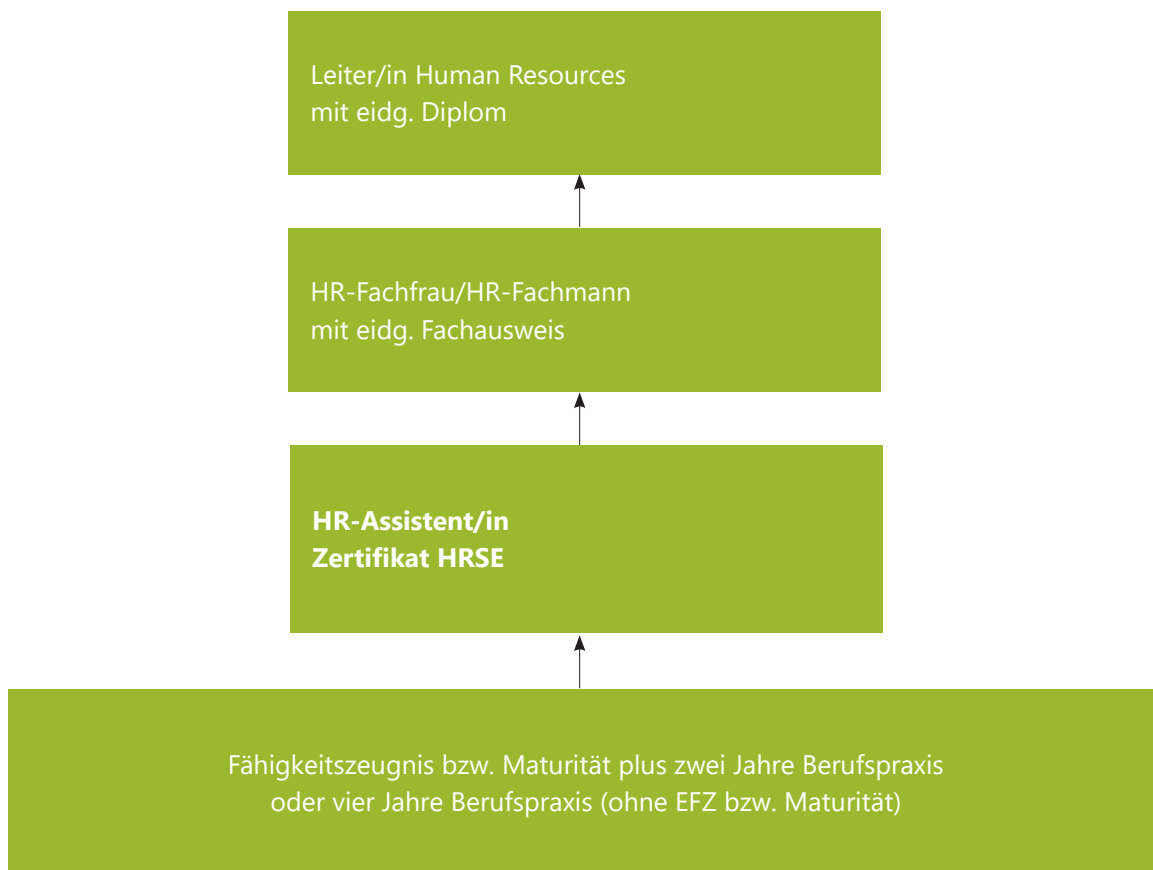 Leiter/in Human Resources
mit eidg. Diplom
HR-Fachfrau/HR-Fachmann
mit eidg. Fachausweis
HR-Assistent/in
Zertifikat HRSE
Fähigkeitszeugnis bzw. Maturität plus zwei Jahre Berufspraxis
oder vier Jahre Berufspraxis (ohne EFZ bzw. Maturität)